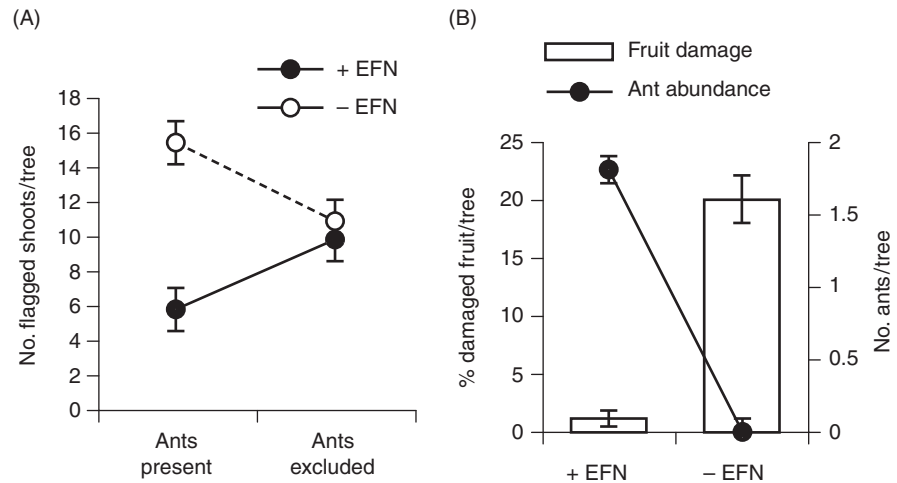 (A)
+ EFN
– EFN
No. flagged shoots/tree
18
16
14
12
10
8
6
4
2
0
Ants
present
Ants
excluded
(B)
Fruit damage
Ant abundance
% damaged fruit/tree
25
20
15
10
5
0
2
1.5
1
0.5
0
No. ants/tree
+ EFN
– EFN